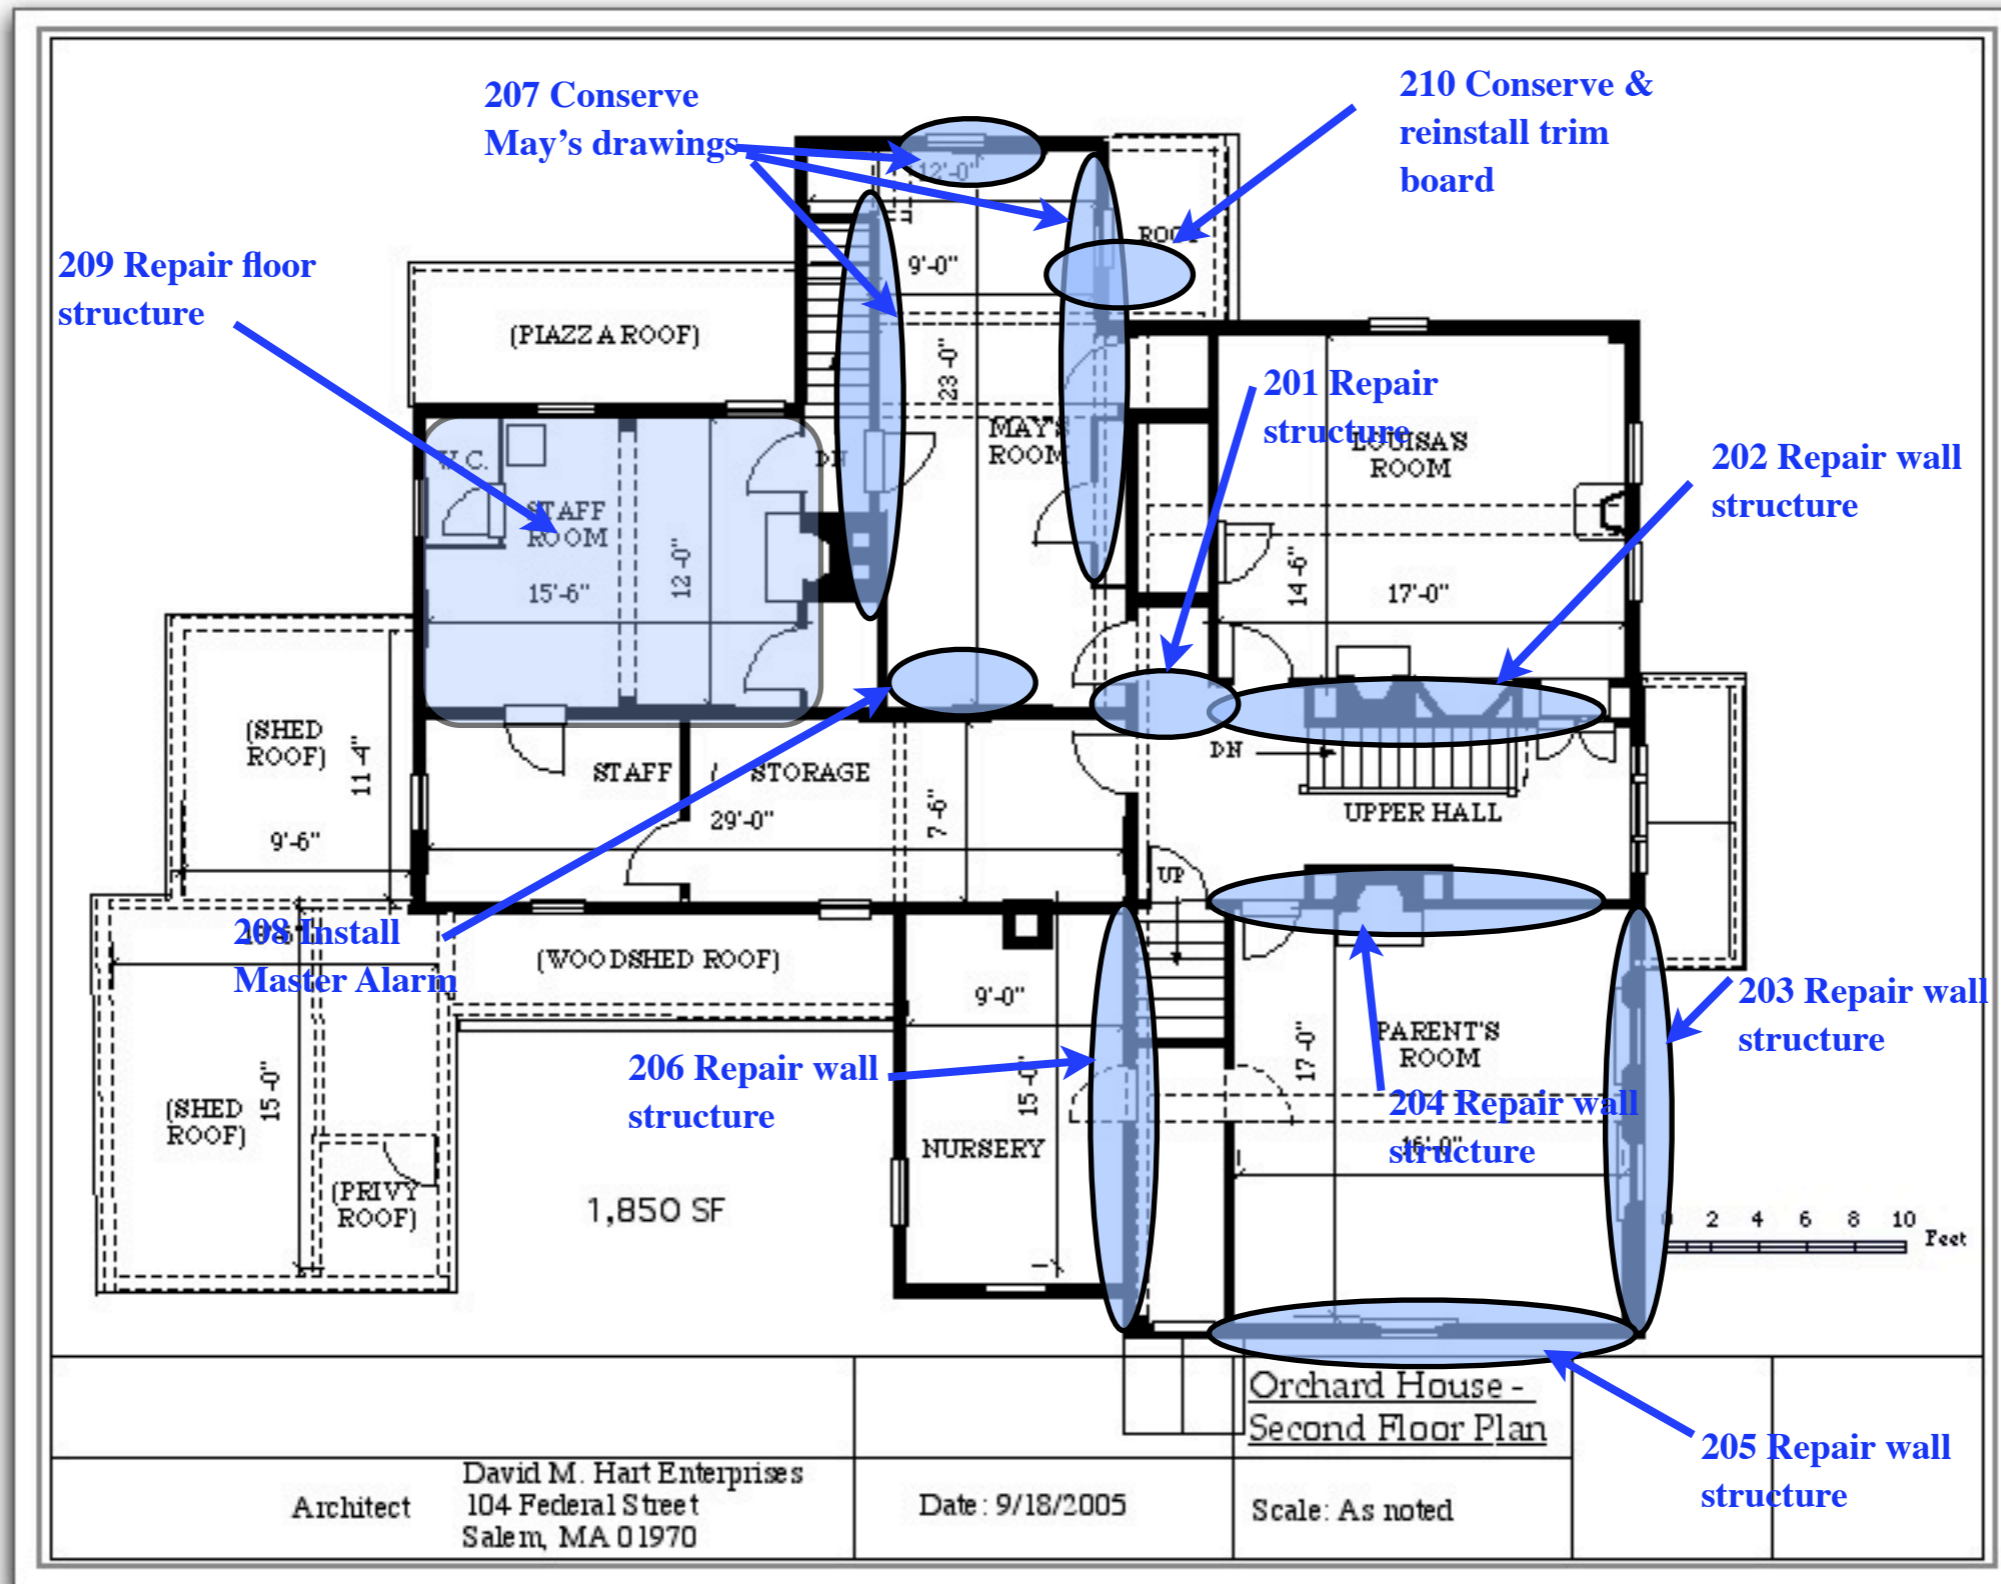 207 Conserve
May's drawings
210 Conserve &
reinstall trim
board
12'-0"
ROOF
9'-0"
209 Repair floor
structure
(PIAZZA ROOF)
23'-0"
201 Repair
structure
MAY'S
ROOM
LOUISA'S
ROOM
202 Repair wall
structure
W.C.
DN
STAFF
ROOM
12'-0"
15'-6"
14'-6"
17'-0"
(SHED
ROOF)
11'-4"
9'-6"
STAFF
STORAGE
29'-0"
7'-6"
DN
UPPER HALL
UP
208 Install
Master Alarm
(WOODSHED ROOF)
9'-0"
203 Repair wall
structure
PARENT'S
ROOM
17'-0"
206 Repair wall
structure
15'-0"
204 Repair wall
structure
16'-0"
NURSERY
(SHED
ROOF)
15'-0"
(PRIVY
ROOF)
1,850 SF
0 2 4 6 8 10
Feet
Orchard House -
Second Floor Plan
205 Repair wall
structure
Architect
David M. Hart Enterprises
104 Federal Street
Salem, MA 01970
Date: 9/18/2005
Scale: As noted